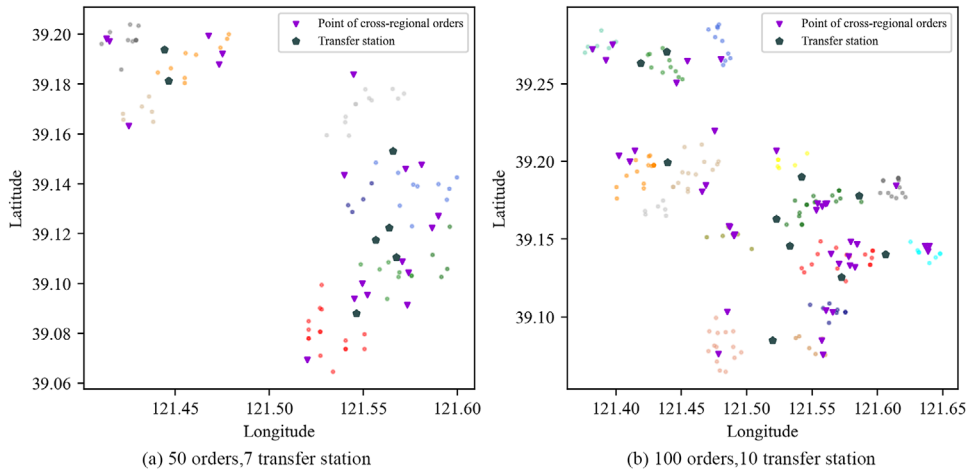 Point of cross-regional orders
Transfer station
39.20
39.18
39.16
39.14
39.12
39.10
39.08
39.06
Latitude
121.45
121.50
121.55
121.60
Longitude
(a) 50 orders,7 transfer station
Point of cross-regional orders
Transfer station
39.25
39.20
39.15
39.10
Latitude
121.40
121.45
121.50
121.55
121.60
121.65
Longitude
(b) 100 orders,10 transfer station